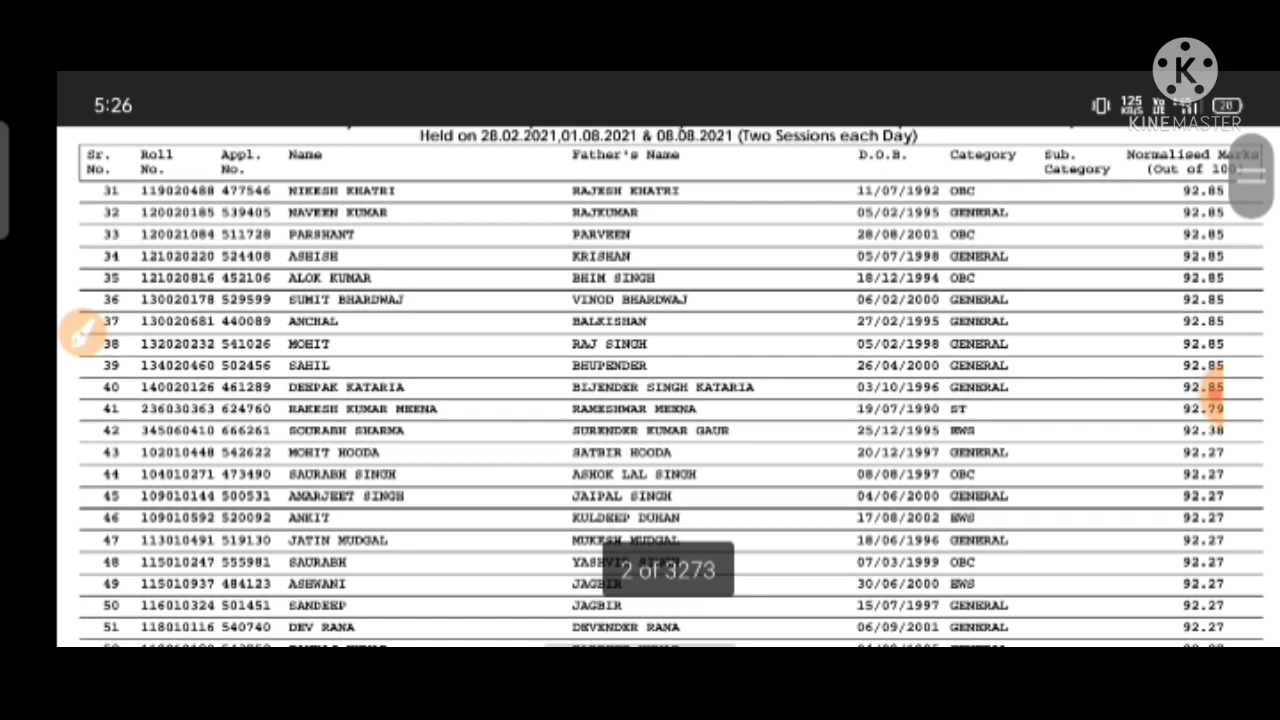 5:26
125 KB/S Vo LTE 28
K
KINEMASTER
Held on 28.02.2021,01.08.2021 & 08.08.2021 (Two Sessions each Day)
Sr. No. Roll No. Appl. No. Name Father's Name D.O.B. Category Sub. Category Normalised Marks (Out of 100)
31 119020488 477546 NIKESH KHATRI RAJESH KHATRI 11/07/1992 OBC 92.85
32 120020185 539405 NAVEEN KUMAR RAJKUMAR 05/02/1995 GENERAL 92.85
33 120021084 511728 PARSHANT PARVEEN 28/08/2001 OBC 92.85
34 121020220 524408 ASHISH KRISHAN 05/07/1998 GENERAL 92.85
35 121020816 452106 ALOK KUMAR BHIM SINGH 18/12/1994 OBC 92.85
36 130020178 529599 SUMIT BHARDWAJ VINOD BHARDWAJ 06/02/2000 GENERAL 92.85
37 130020681 440089 ANCHAL BALKISHAN 27/02/1995 GENERAL 92.85
38 132020232 541026 MOHIT RAJ SINGH 05/02/1998 GENERAL 92.85
39 134020460 502456 SAHIL BHUPENDER 26/04/2000 GENERAL 92.85
40 140020126 461289 DEEPAK KATARIA BIJENDER SINGH KATARIA 03/10/1996 GENERAL 92.85
41 236030363 624760 RAKESH KUMAR MEENA RAMESHWAR MEENA 19/07/1990 ST 92.79
42 345060410 666261 SOURABH SHARMA SURENDER KUMAR GAUR 25/12/1995 EWS 92.38
43 102010448 542622 MOHIT HOODA SATBIR HOODA 20/12/1997 GENERAL 92.27
44 104010271 473490 SAURABH SINGH ASHOK LAL SINGH 08/08/1997 OBC 92.27
45 109010144 500531 AMARJEET SINGH JAIPAL SINGH 04/06/2000 GENERAL 92.27
46 109010592 520092 ANKIT KULDEEP DUHAN 17/08/2002 EWS 92.27
47 113010491 519130 JATIN MUDGAL MUKESH MUDGAL 18/06/1996 GENERAL 92.27
48 115010247 555981 SAURABH 07/03/1999 OBC 92.27
2 of 3273
49 115010937 484123 ASHWANI JAGBIR 30/06/2000 EWS 92.27
50 116010324 501451 SANDEEP JAGBIR 15/07/1997 GENERAL 92.27
51 118010116 540740 DEV RANA DEVENDER RANA 06/09/2001 GENERAL 92.27